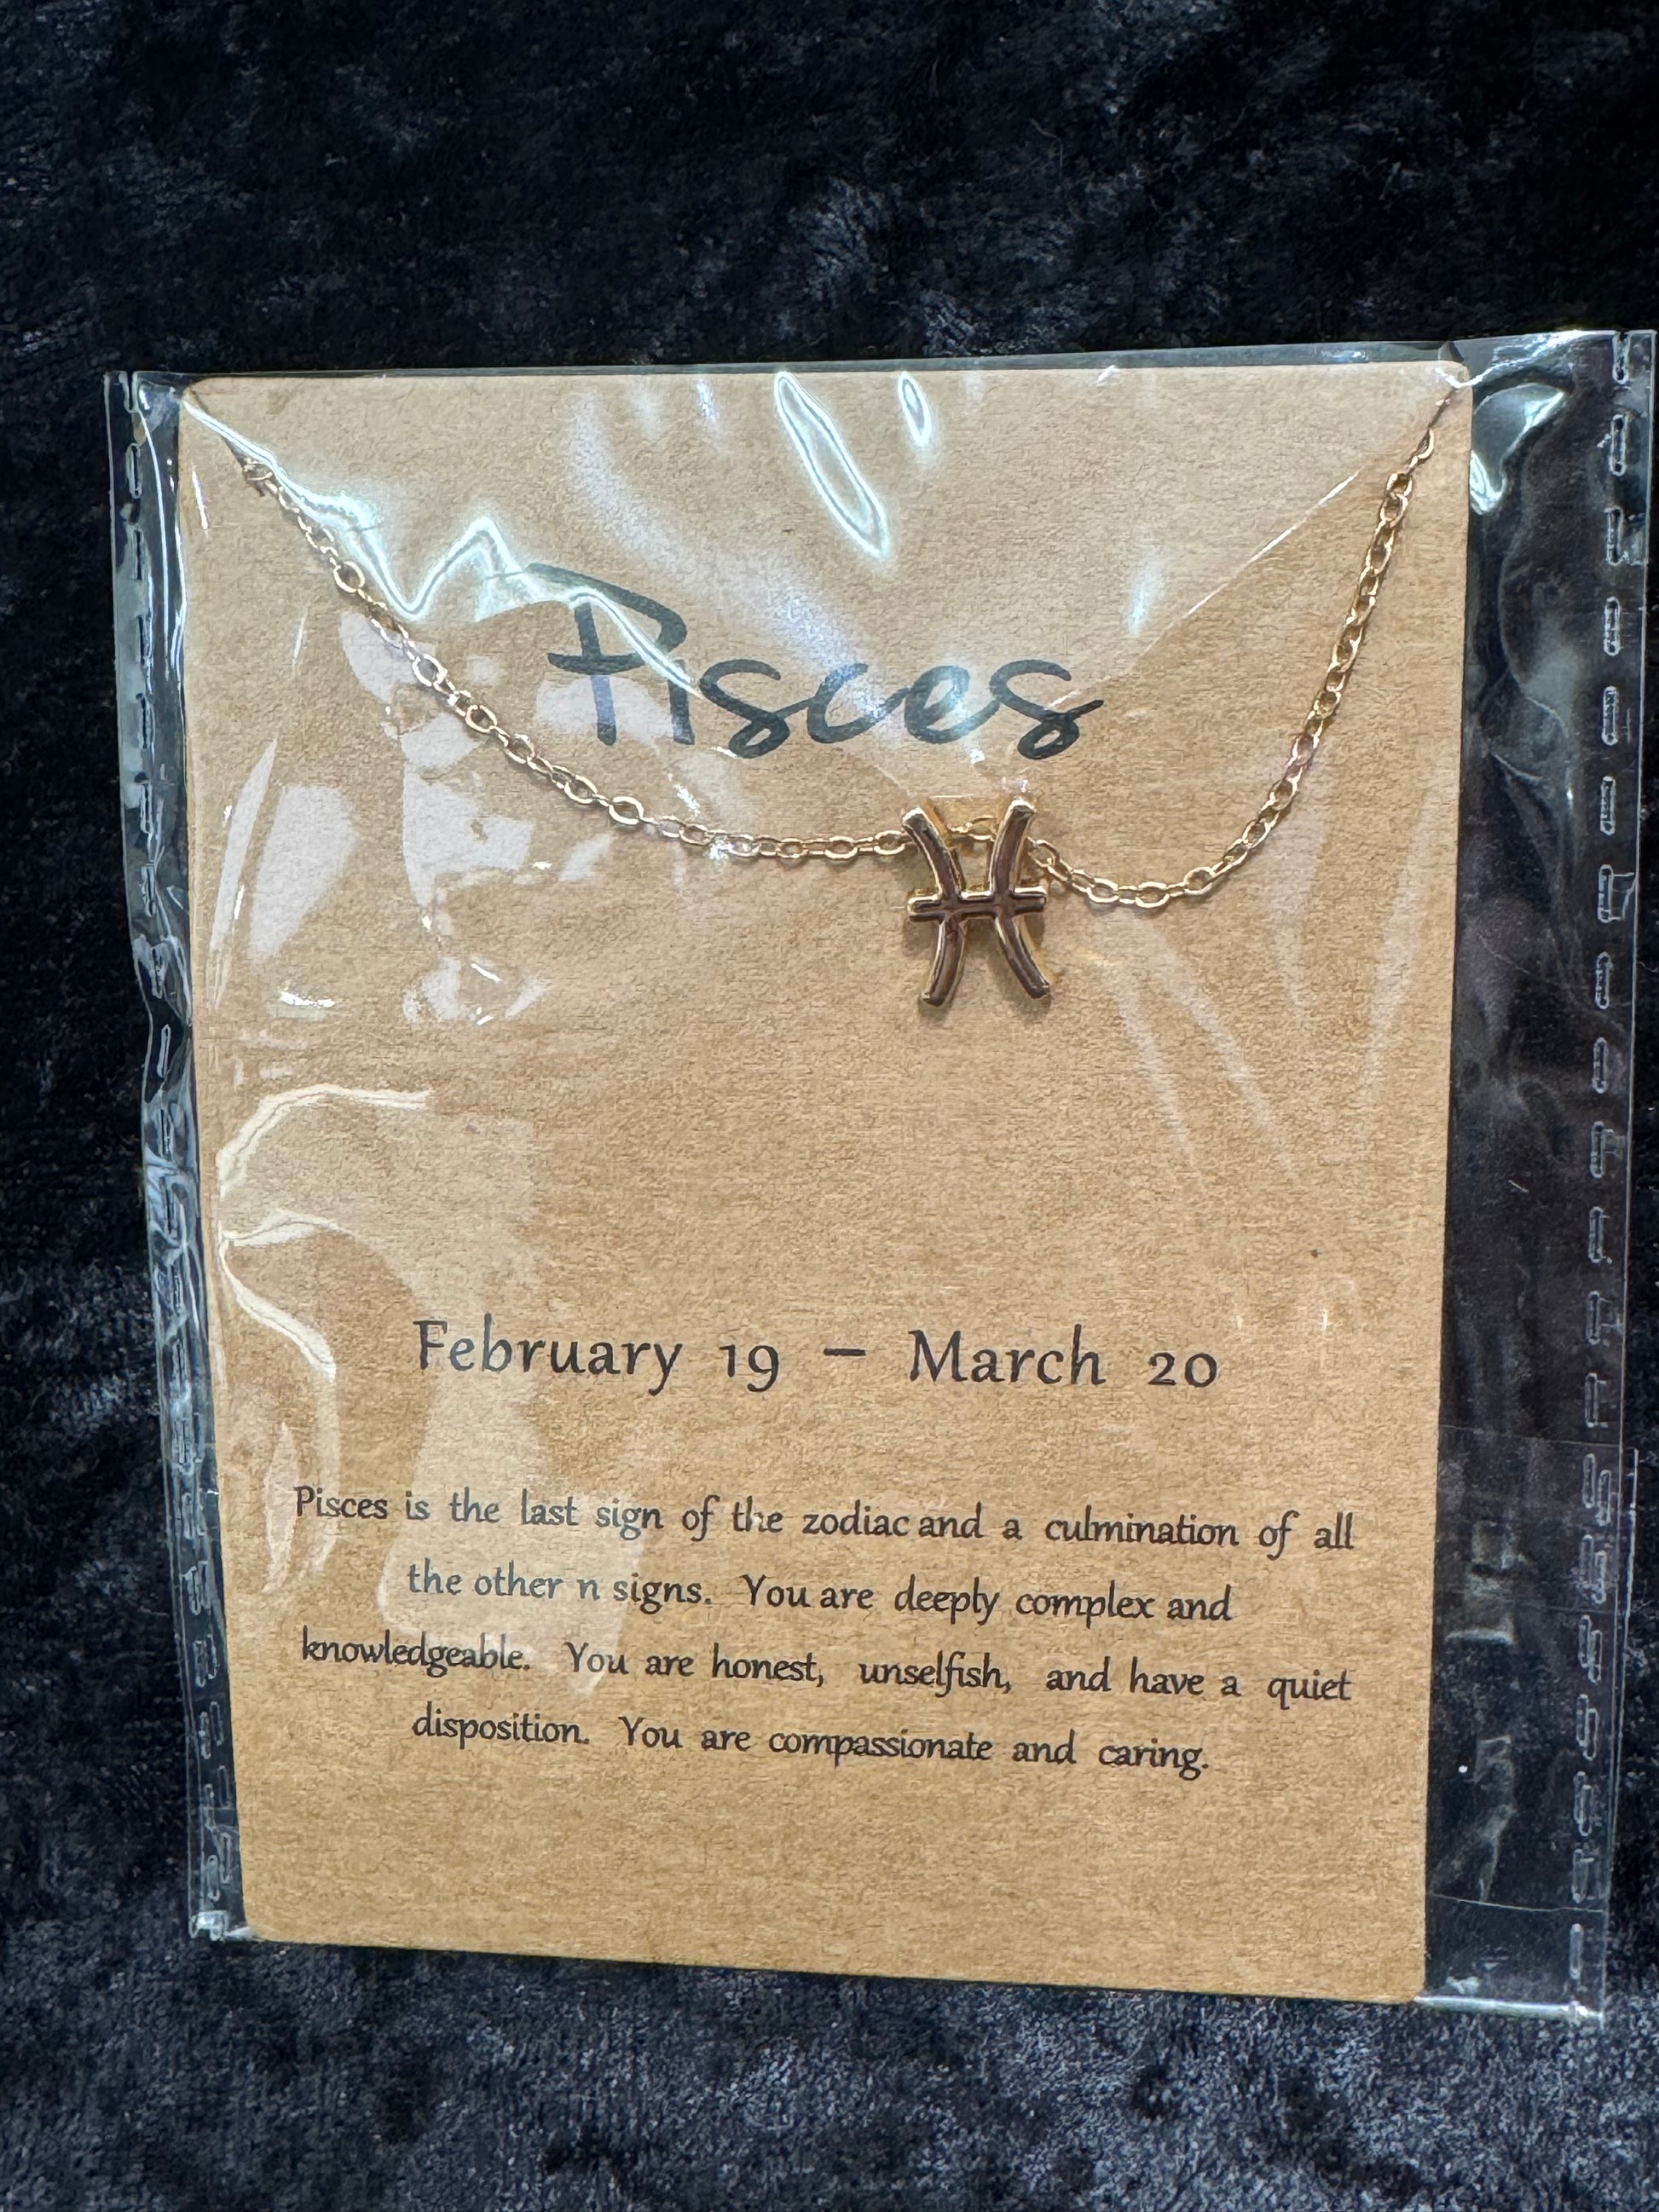 Pisces
February 19 – March 20
Pisces is the last sign of the zodiac and a culmination of all
the other n signs. You are deeply complex and
knowledgeable. You are honest, unselfish, and have a quiet
disposition. You are compassionate and caring.